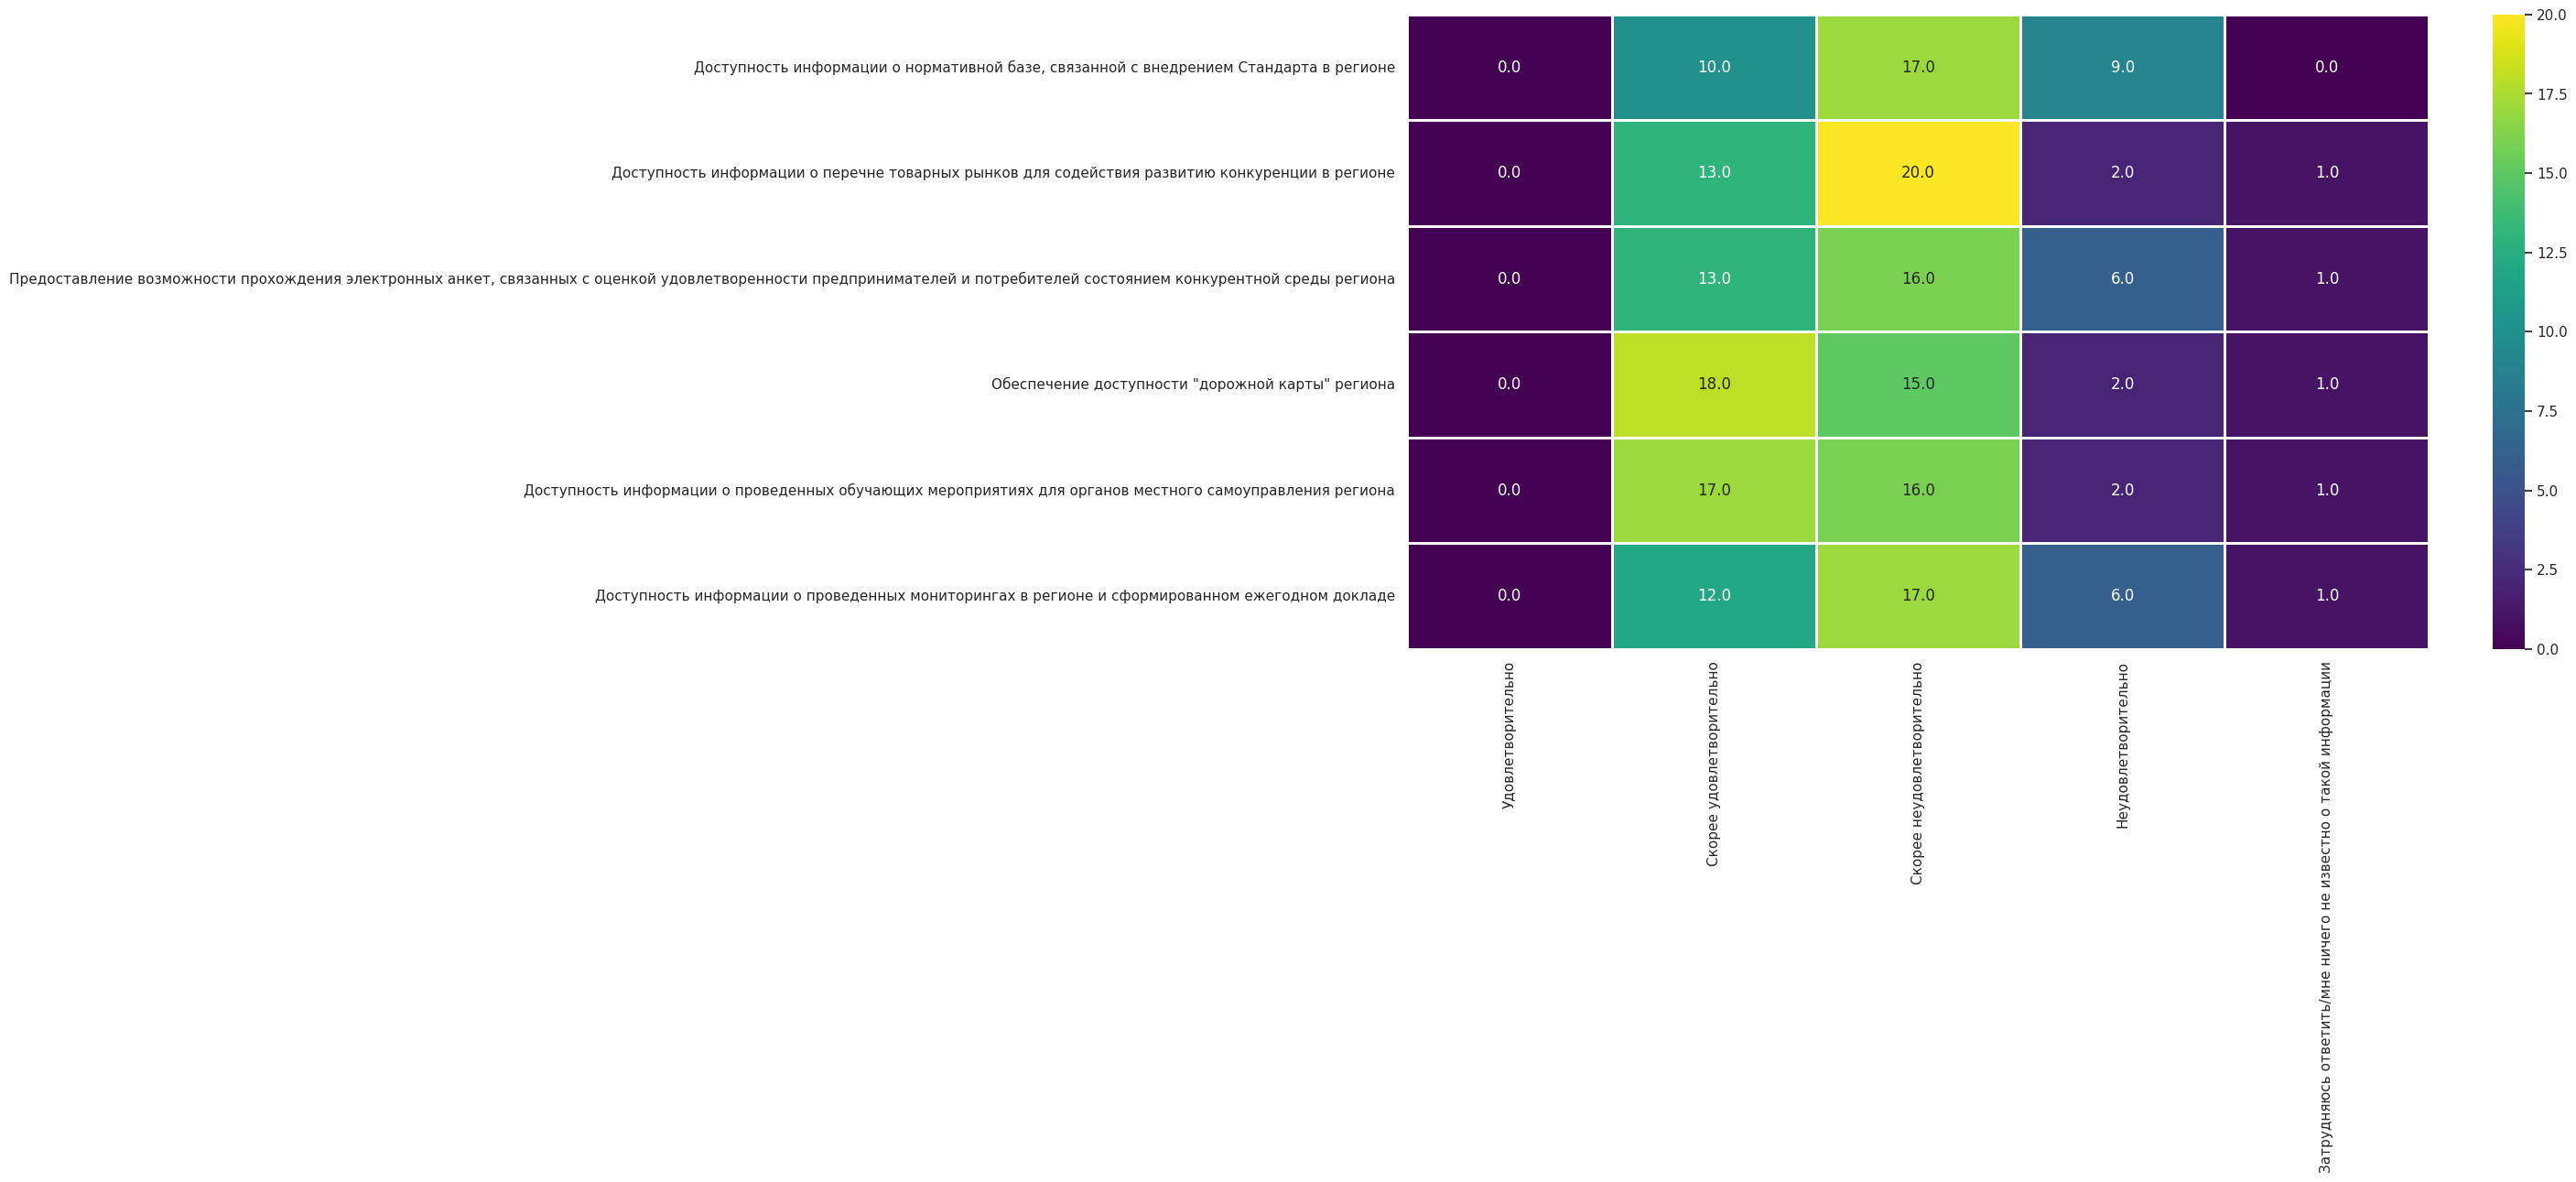 Доступность информации о нормативной базе, связанной с внедрением Стандарта в регионе
0.0 10.0 17.0 9.0 0.0
Доступность информации о перечне товарных рынков для содействия развитию конкуренции в регионе
0.0 13.0 20.0 2.0 1.0
Предоставление возможности прохождения электронных анкет, связанных с оценкой удовлетворенности предпринимателей и потребителей состоянием конкурентной среды региона
0.0 13.0 16.0 6.0 1.0
Обеспечение доступности "дорожной карты" региона
0.0 18.0 15.0 2.0 1.0
Доступность информации о проведенных обучающих мероприятиях для органов местного самоуправления региона
0.0 17.0 16.0 2.0 1.0
Доступность информации о проведенных мониторингах в регионе и сформированном ежегодном докладе
0.0 12.0 17.0 6.0 1.0
Удовлетворительно
Скорее удовлетворительно
Скорее неудовлетворительно
Неудовлетворительно
Затрудняюсь ответить/мне ничего не известно о такой информации
20.0
17.5
15.0
12.5
10.0
7.5
5.0
2.5
0.0